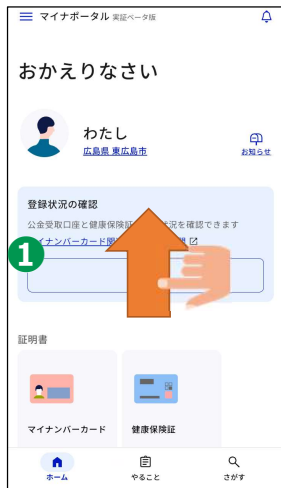 マイナポータル 実証ベータ版
おかえりなさい
わたし
広島県 東広島市
お知らせ
登録状況の確認
公金受取口座と健康保険証 状況を確認できます
イナンバーカード関
1
証明書
マイナンバーカード
健康保険証
ホーム
やること
さがす